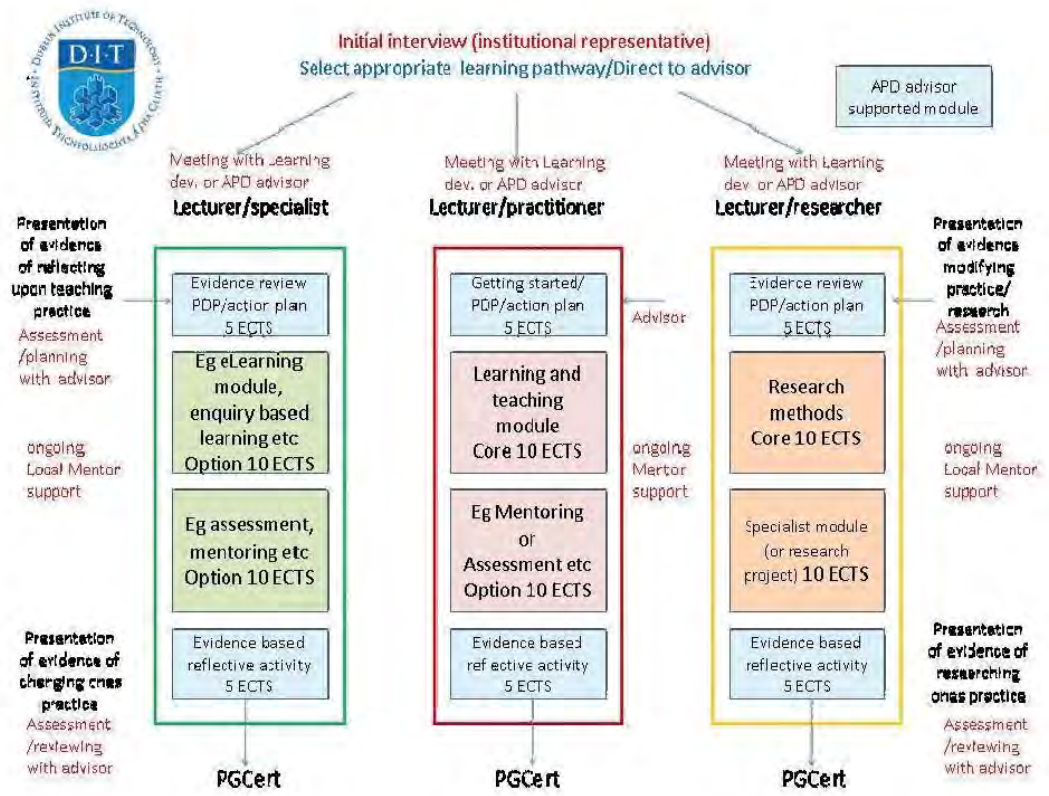 DUBLIN INSTITUTE OF TECHNOLOGY
D·I·T
Initial interview (institutional representative)
Select appropriate learning pathway/Direct to advisor
APD advisor
supported module
Meeting with Learning
dev. or APD advisor
Lecturer/specialist
Meeting with Learning
dev. or APD advisor
Lecturer/practitioner
Meeting with Learning
dev. or APD advisor
Lecturer/researcher
Presentation
of evidence
of reflecting
upon teaching
practice
Assessment
/planning
with advisor
ongoing
Local Mentor
support
Presentation
of evidence of
changing ones
practice
Assessment
/reviewing
with advisor
Evidence review
PDP/action plan
5 ECTS
Eg eLearning
module,
enquiry based
learning etc
Option 10 ECTS
Eg assessment,
mentoring etc
Option 10 ECTS
Evidence based
reflective activity
5 ECTS
PGCert
Getting started/
PDP/action plan
5 ECTS
Learning and
teaching
module
Core 10 ECTS
Eg Mentoring
or
Assessment etc
Option 10 ECTS
Evidence based
reflective activity
5 ECTS
PGCert
Advisor
ongoing
Mentor
support
Evidence review
PDP/action plan
5 ECTS
Research
methods
Core 10 ECTS
Specialist module
(or research
project) 10 ECTS
Evidence based
reflective activity
5 ECTS
PGCert
Presentation
of evidence
modifying
practice/
research
Assessment
/planning
with advisor
ongoing
Local Mentor
support
Presentation
of evidence of
researching
ones practice
Assessment
/reviewing
with advisor